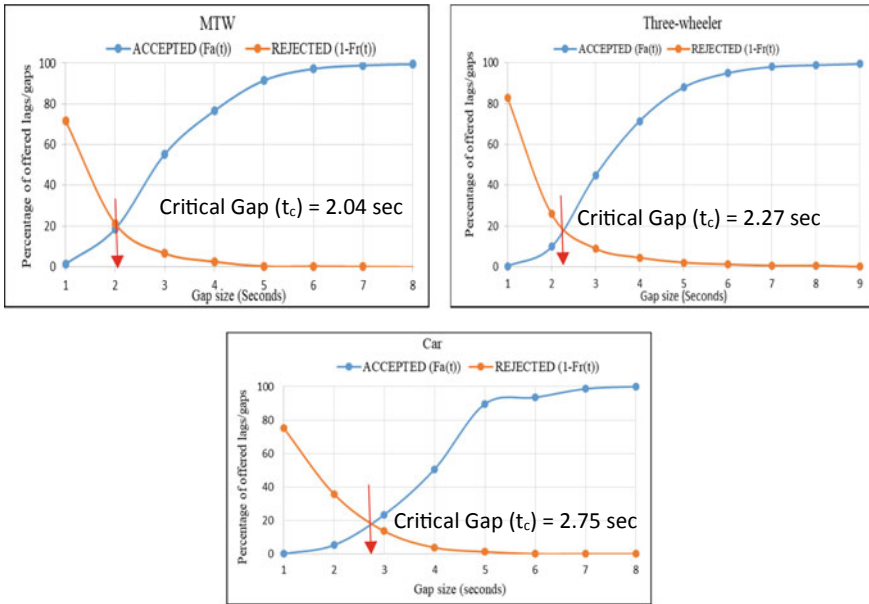 MTW
ACCEPTED (Fa(t)) REJECTED (1-Fr(t))
Percentage of offered lags/gaps
100
80
60
40
20
0
Critical Gap (tc) = 2.04 sec
1 2 3 4 5 6 7 8
Gap size (Seconds)
Three-wheeler
ACCEPTED (Fa(t)) REJECTED (1-Fr(t))
Percentage of offered lags/gaps
100
80
60
40
20
0
Critical Gap (tc) = 2.27 sec
1 2 3 4 5 6 7 8 9
Gap size (Seconds)
Car
ACCEPTED (Fa(t)) REJECTED (1-Fr(t))
Percentage of offered lags/gaps
100
80
60
40
20
0
Critical Gap (tc) = 2.75 sec
1 2 3 4 5 6 7 8
Gap size (seconds)